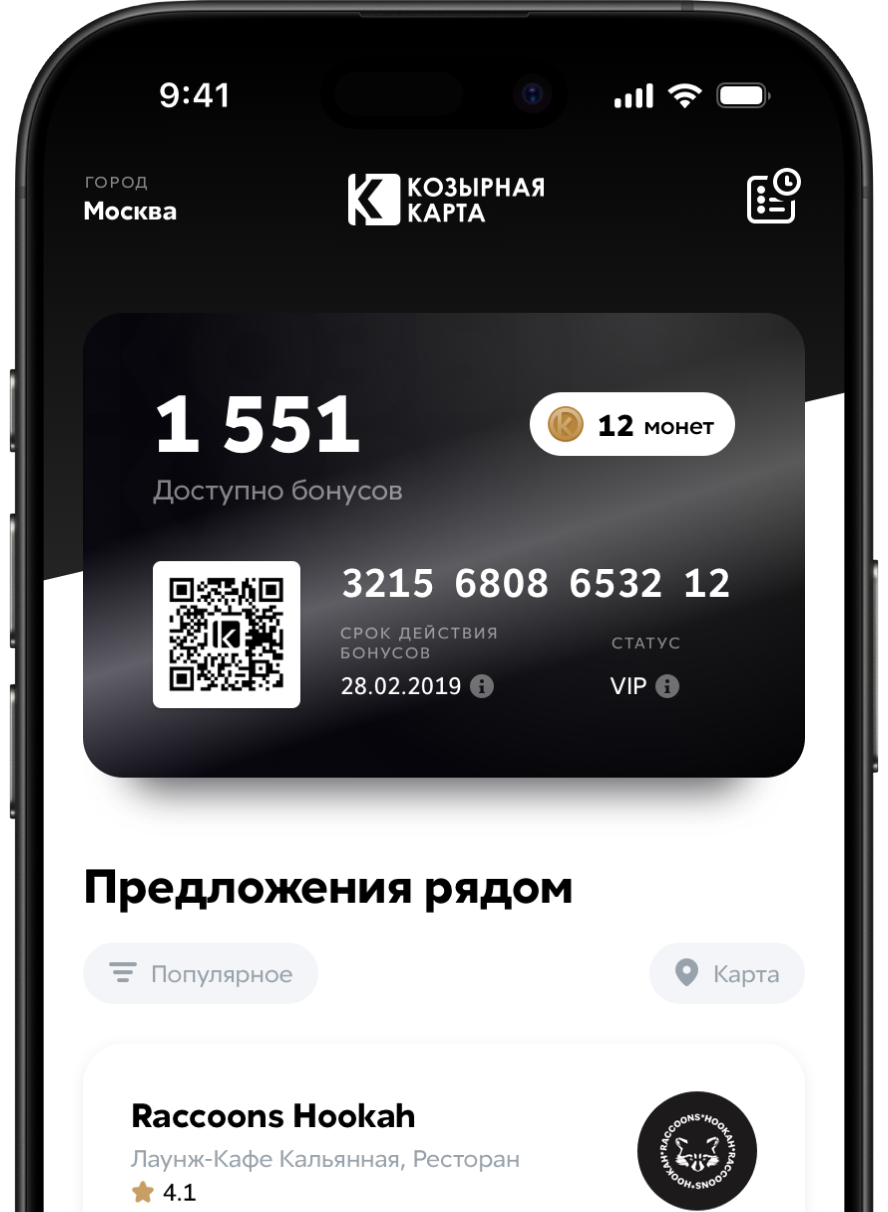 9:41
ГОРОД
Москва
КОЗЫРНАЯ
КАРТА
1 551
12 монет
Доступно бонусов
3215 6808 6532 12
СРОК ДЕЙСТВИЯ
БОНУСОВ
СТАТУС
28.02.2019
VIP
Предложения рядом
Популярное
Карта
Raccoons Hookah
RACCOONS*HOOKAH*RACCOONS*HOOKAH*
Лаунж-Кафе Кальянная, Ресторан
4.1